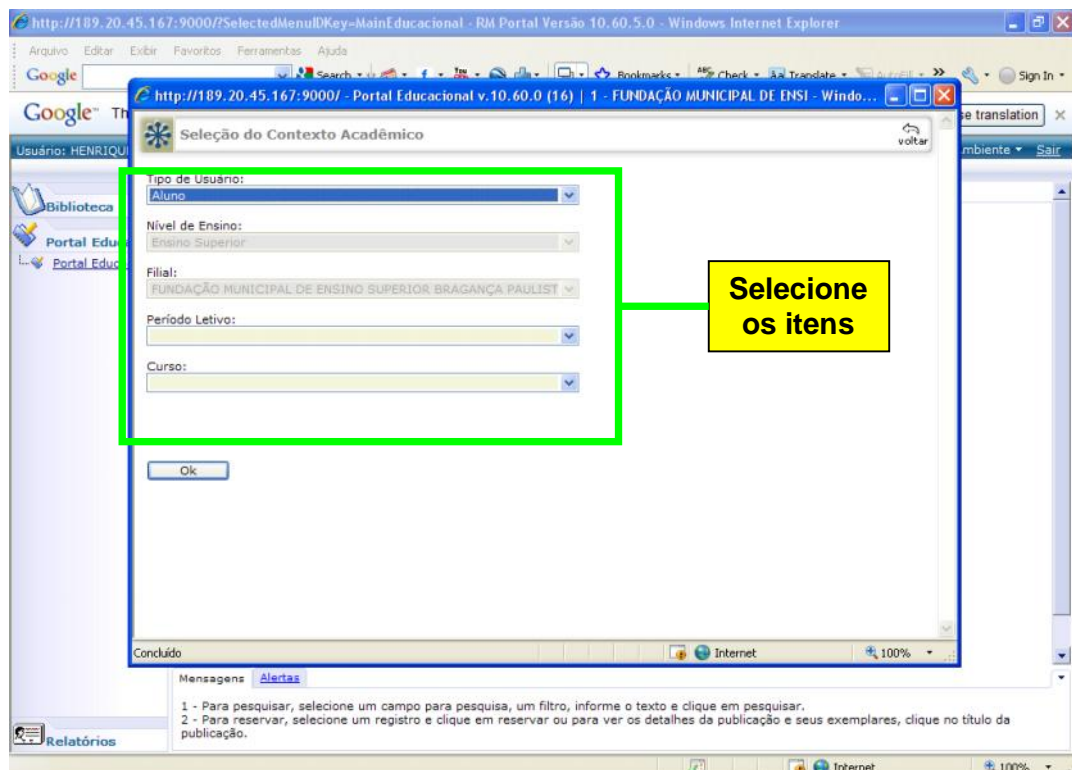 http://189.20.45.167:9000/?SelectedMenuIDKey=MainEducacional - RM Portal Versão 10.60.5.0 - Windows Internet Explorer
Arquivo Editar Exibir Favoritos Ferramentas Ajuda
Google Search Bookmarks Check Translate AutoFill Sign In
http://189.20.45.167:9000/ - Portal Educacional v.10.60.0 (16) | 1 - FUNDAÇÃO MUNICIPAL DE ENSI - Windo...
Google Th
se translation
Seleção do Contexto Acadêmico
voltar
Usuário: HENRIQU
mbiente Sair
Tipo de Usuário:
Aluno
Biblioteca
Nível de Ensino:
Ensino Superior
Portal Educa
Portal Educ
Filial:
FUNDAÇÃO MUNICIPAL DE ENSINO SUPERIOR BRAGANÇA PAULIST
Selecione
os itens
Período Letivo:
Curso:
Ok
Concluído Internet 100%
Mensagens Alertas
1 - Para pesquisar, selecione um campo para pesquisa, um filtro, informe o texto e clique em pesquisar.
2 - Para reservar, selecione um registro e clique em reservar ou para ver os detalhes da publicação e seus exemplares, clique no título da
publicação.
Relatórios
Internet 100%